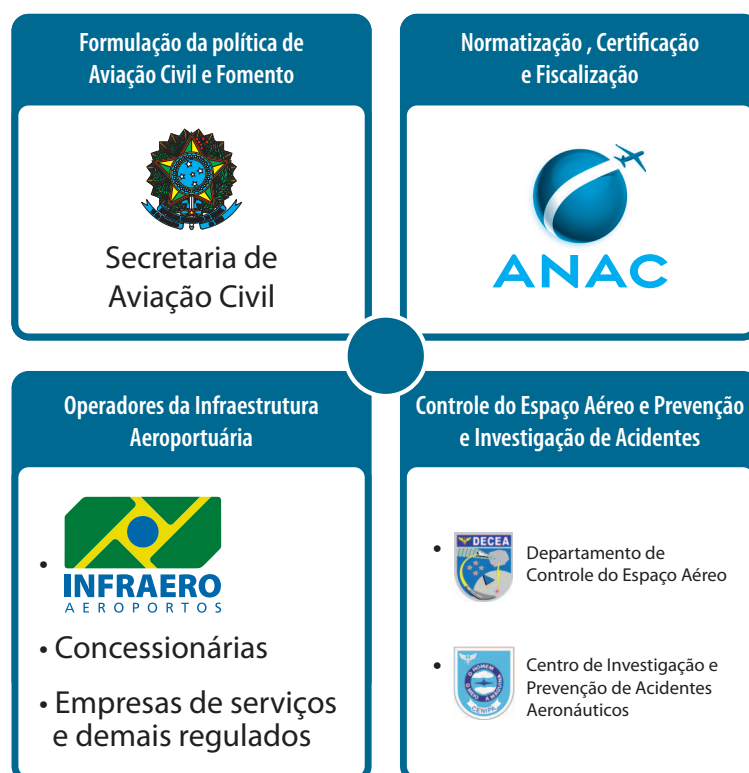 Formulação da política de
Aviação Civil e Fomento
Secretaria de
Aviação Civil
Normatização , Certificação
e Fiscalização
ANAC
Operadores da Infraestrutura
Aeroportuária
• INFRAERO
AEROPORTOS
• Concessionárias
• Empresas de serviços
e demais regulados
Controle do Espaço Aéreo e Prevenção
e Investigação de Acidentes
• DECEA
Departamento de
Controle do Espaço Aéreo
• CENIPA
Centro de Investigação e
Prevenção de Acidentes
Aeronáuticos